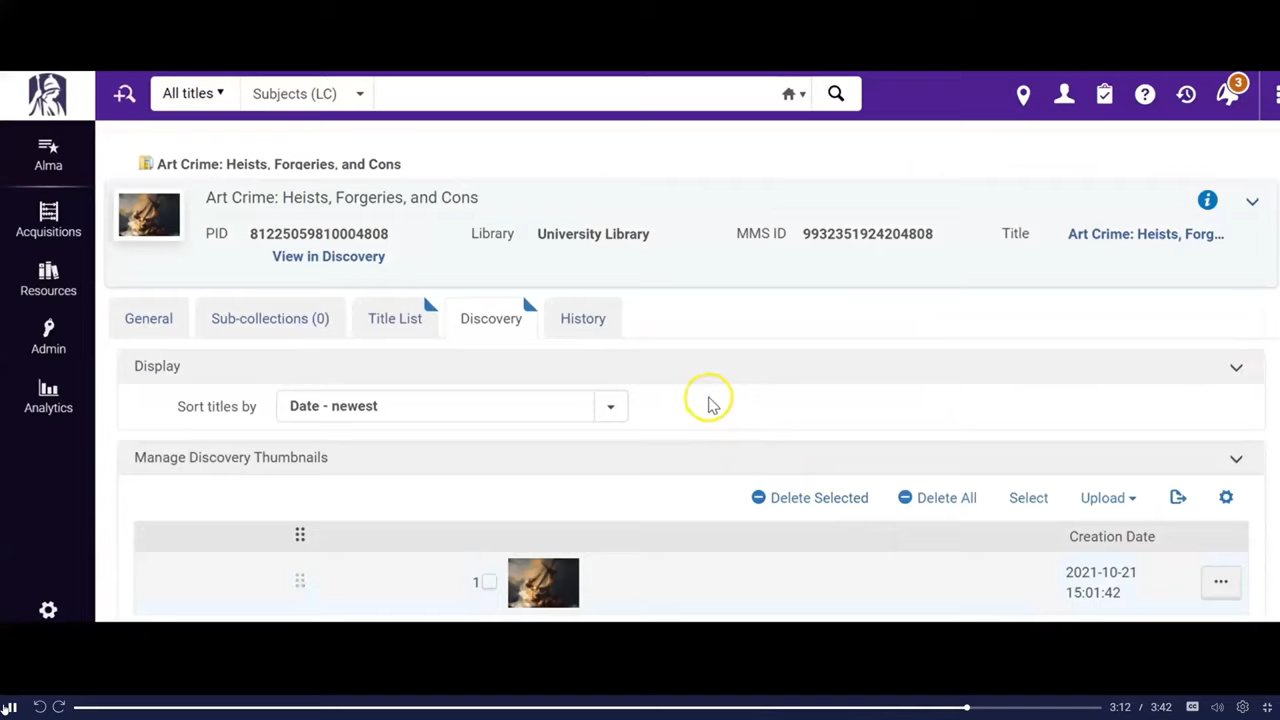 All titles
Subjects (LC)
3
Alma
Acquisitions
Resources
Admin
Analytics
Art Crime: Heists, Forgeries, and Cons
Art Crime: Heists, Forgeries, and Cons
PID 81225059810004808 Library University Library MMS ID 9932351924204808 Title Art Crime: Heists, Forg...
View in Discovery
General Sub-collections (0) Title List Discovery History
Display
Sort titles by Date - newest
Manage Discovery Thumbnails
Delete Selected Delete All Select Upload
Creation Date
1 2021-10-21
15:01:42
3:12 / 3:42 CC